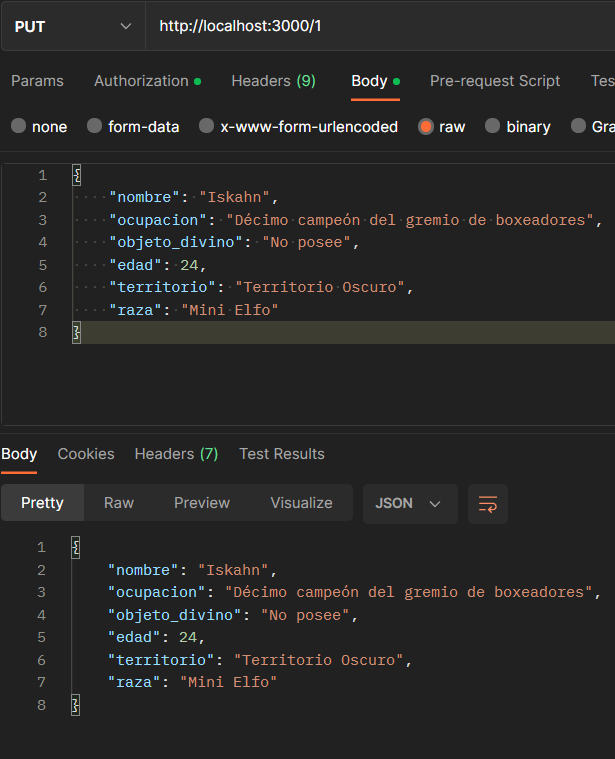 PUT http://localhost:3000/1
Params Authorization Headers (9) Body Pre-request Script Tes
none form-data x-www-form-urlencoded raw binary Gra
1 {
2 "nombre": "Iskahn",
3 "ocupacion": "Décimo campeón del gremio de boxeadores",
4 "objeto_divino": "No posee",
5 "edad": 24,
6 "territorio": "Territorio Oscuro",
7 "raza": "Mini Elfo"
8 }
Body Cookies Headers (7) Test Results
Pretty Raw Preview Visualize JSON
1 {
2 "nombre": "Iskahn",
3 "ocupacion": "Décimo campeón del gremio de boxeadores",
4 "objeto_divino": "No posee",
5 "edad": 24,
6 "territorio": "Territorio Oscuro",
7 "raza": "Mini Elfo"
8 }